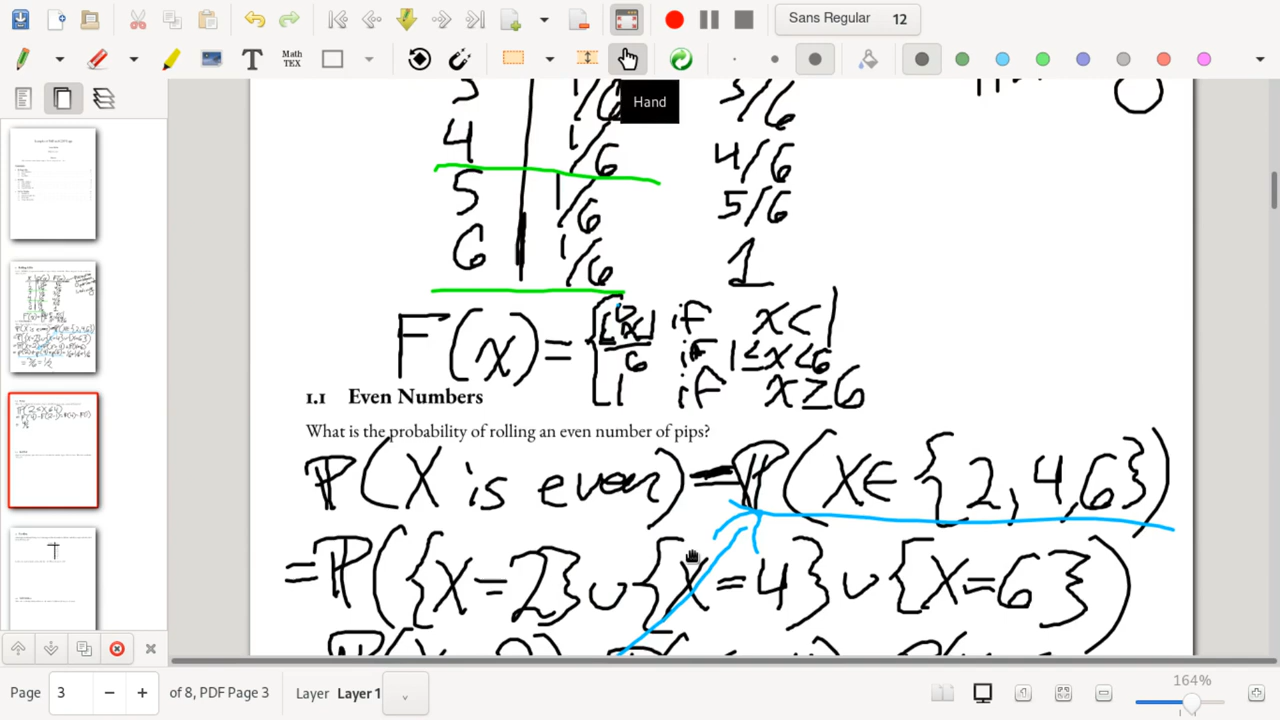 Sans Regular 12
T Math TEX
Hand
3 1/6 3/6
4 1/6 4/6
5 1/6 5/6
6 1/6 1
F(x) = { 0 if x < 1
⌊x⌋/6 if 1 ≤ x < 6
1 if x ≥ 6
1.1 Even Numbers
What is the probability of rolling an even number of pips?
ℙ(X is even) = ℙ(X ∈ {2, 4, 6})
= ℙ({X = 2} ∪ {X = 4} ∪ {X = 6})
Page 3 of 8, PDF Page 3 Layer Layer 1 164%